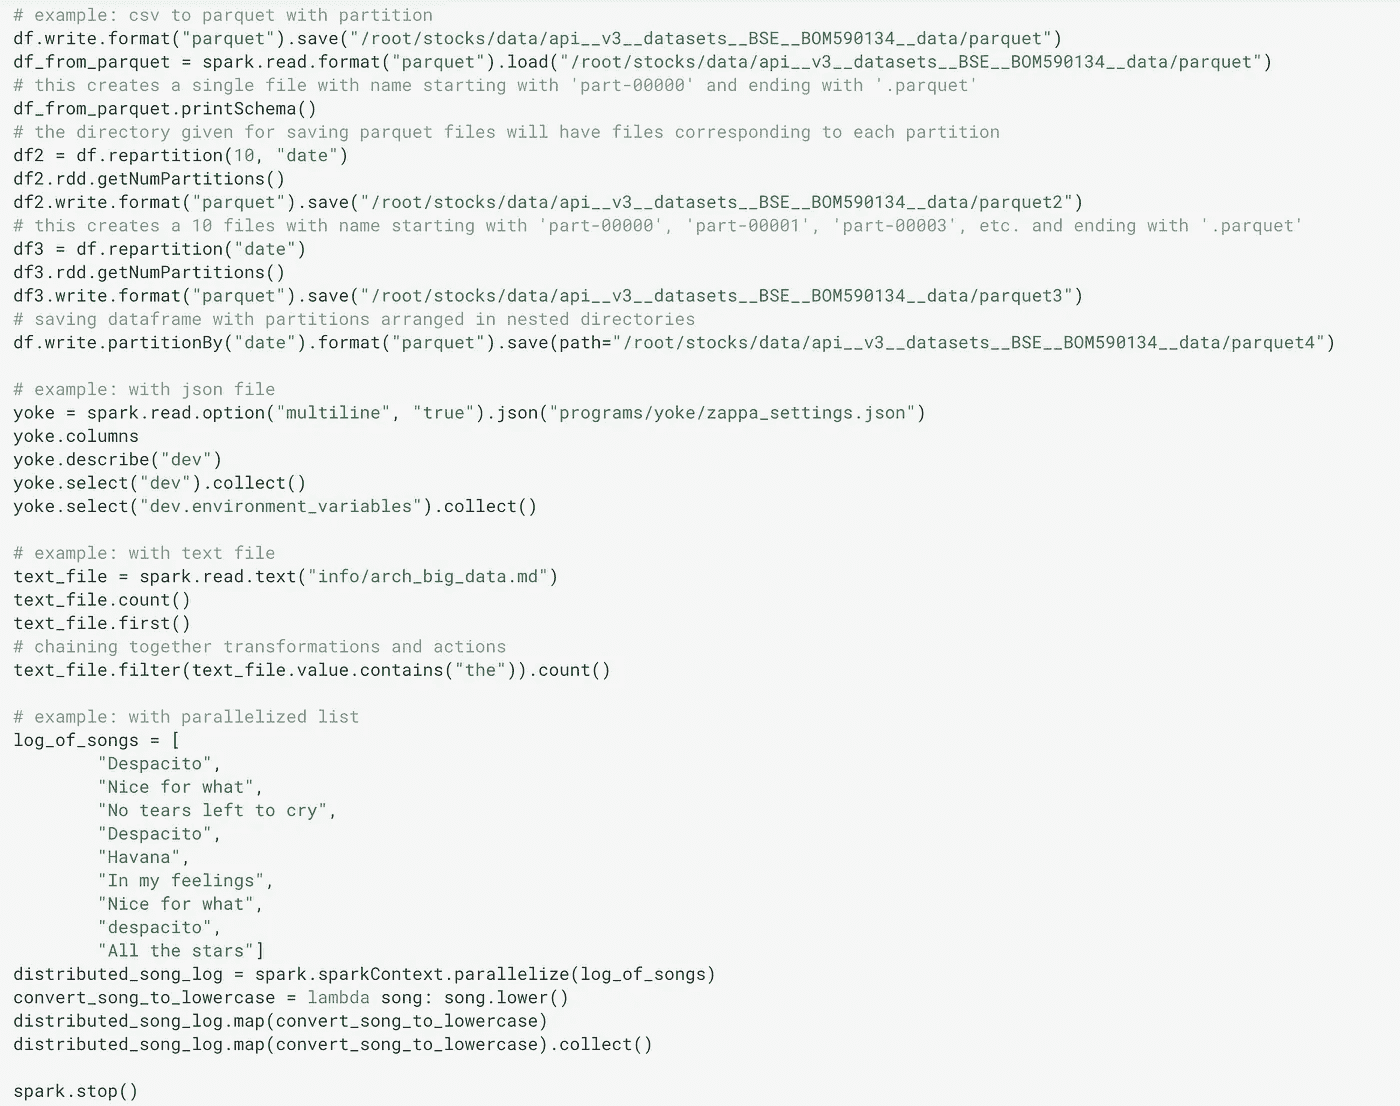 # example: csv to parquet with partition
df.write.format("parquet").save("/root/stocks/data/api__v3__datasets__BSE__BOM590134__data/parquet")
df_from_parquet = spark.read.format("parquet").load("/root/stocks/data/api__v3__datasets__BSE__BOM590134__data/parquet")
# this creates a single file with name starting with 'part-00000' and ending with '.parquet'
df_from_parquet.printSchema()
# the directory given for saving parquet files will have files corresponding to each partition
df2 = df.repartition(10, "date")
df2.rdd.getNumPartitions()
df2.write.format("parquet").save("/root/stocks/data/api__v3__datasets__BSE__BOM590134__data/parquet2")
# this creates a 10 files with name starting with 'part-00000', 'part-00001', 'part-00003', etc. and ending with '.parquet'
df3 = df.repartition("date")
df3.rdd.getNumPartitions()
df3.write.format("parquet").save("/root/stocks/data/api__v3__datasets__BSE__BOM590134__data/parquet3")
# saving dataframe with partitions arranged in nested directories
df.write.partitionBy("date").format("parquet").save(path="/root/stocks/data/api__v3__datasets__BSE__BOM590134__data/parquet4")

# example: with json file
yoke = spark.read.option("multiline", "true").json("programs/yoke/zappa_settings.json")
yoke.columns
yoke.describe("dev")
yoke.select("dev").collect()
yoke.select("dev.environment_variables").collect()

# example: with text file
text_file = spark.read.text("info/arch_big_data.md")
text_file.count()
text_file.first()
# chaining together transformations and actions
text_file.filter(text_file.value.contains("the")).count()

# example: with parallelized list
log_of_songs = [
        "Despacito",
        "Nice for what",
        "No tears left to cry",
        "Despacito",
        "Havana",
        "In my feelings",
        "Nice for what",
        "despacito",
        "All the stars"]
distributed_song_log = spark.sparkContext.parallelize(log_of_songs)
convert_song_to_lowercase = lambda song: song.lower()
distributed_song_log.map(convert_song_to_lowercase)
distributed_song_log.map(convert_song_to_lowercase).collect()

spark.stop()